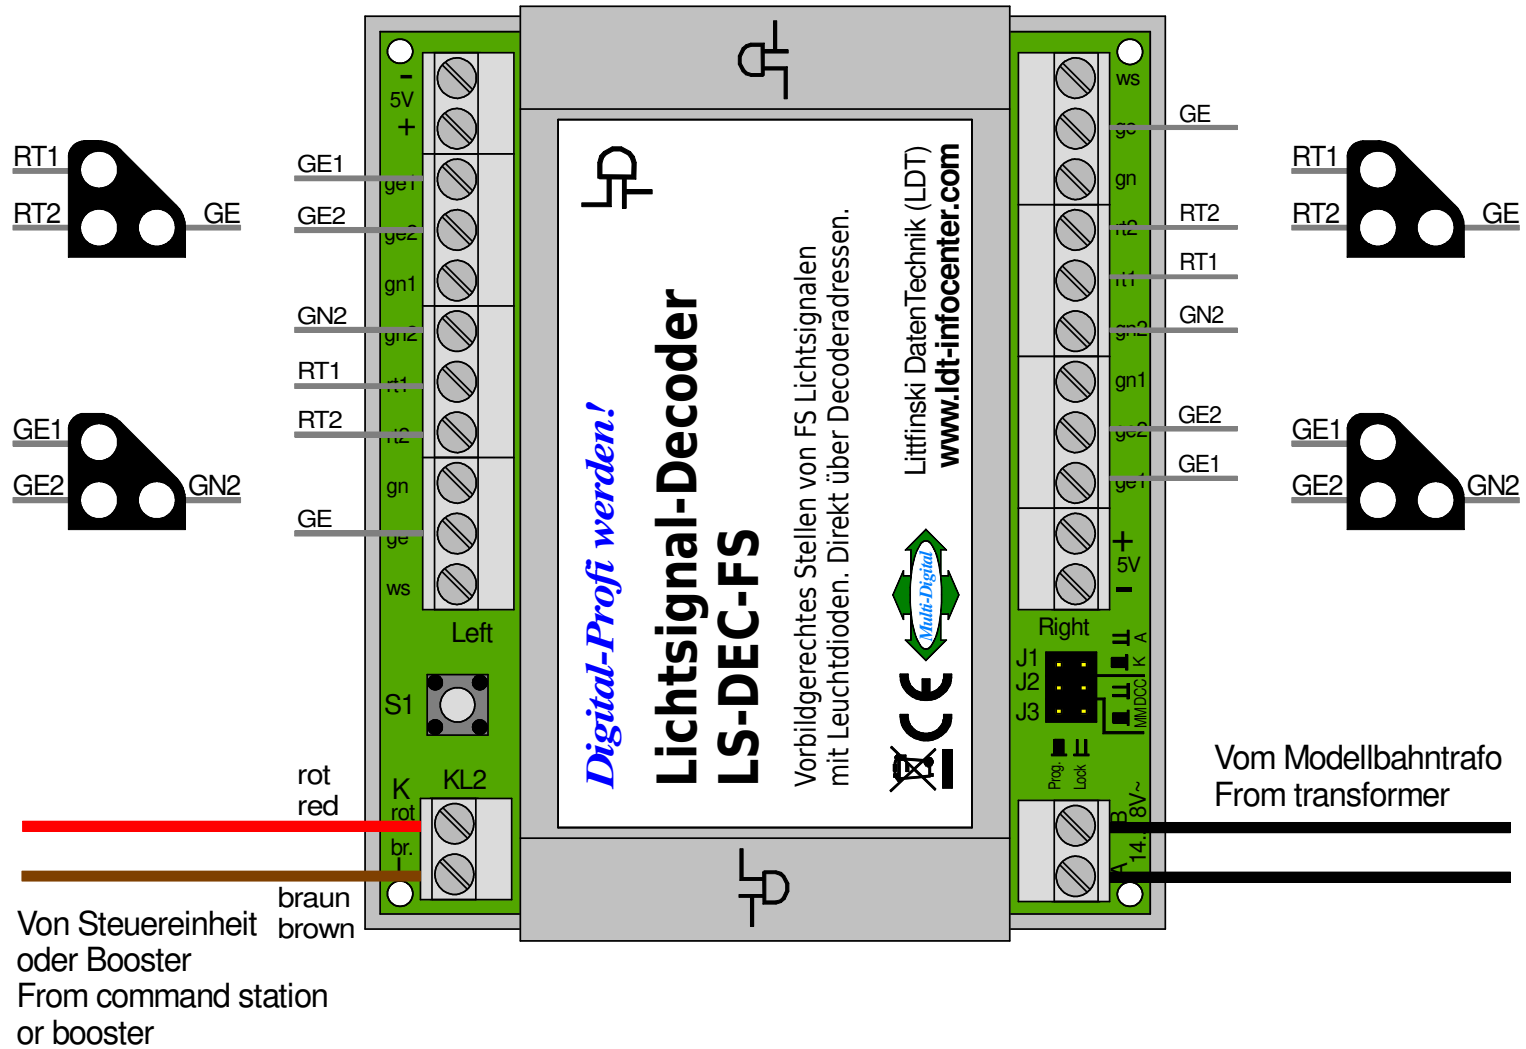 RT1
RT2
GE
GE1
GE2
GN2
GE1
GE2
GN2
RT1
RT2
GE
-
5V
+
ge1
ge2
gn1
gn2
rt1
rt2
gn
ge
ws
Left
S1
KL2
K
rot
br.
rot
red
braun
brown
Von Steuereinheit
oder Booster
From command station
or booster
Digital-Profi werden!
Lichtsignal-Decoder
LS-DEC-FS
Vorbildgerechtes Stellen von FS Lichtsignalen
mit Leuchtdioden. Direkt über Decoderadressen.
Littfinski DatenTechnik (LDT)
www.ldt-infocenter.com
Multi-Digital
CE
ws
ge
gn
rt2
rt1
gn2
gn1
ge2
ge1
+
5V
-
Right
J1
J2
J3
A
K
DCC
MM
Prog.
Lock
B
A
14...18V~
GE
RT2
RT1
GN2
GE2
GE1
RT1
RT2
GE
GE1
GE2
GN2
Vom Modellbahntrafo
From transformer